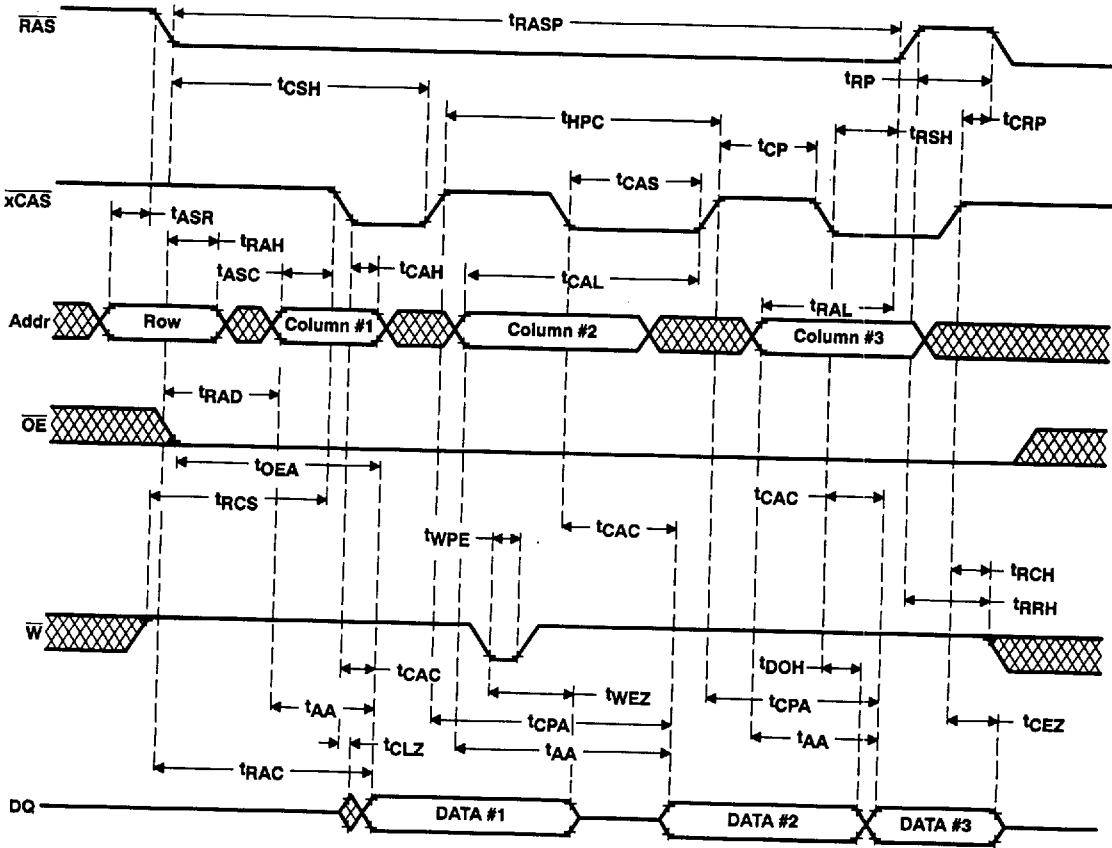 RAS
tRASP
tRP
tCSH
tHPC
tCP
tRSH
tCRP
xCAS
tCAS
tASR
tRAH
tASC
tCAH
tCAL
tRAL
Addr
Row
Column #1
Column #2
Column #3
tRAD
OE
tOEA
tRCS
tCAC
tWPE
tCAC
tRCH
tRRH
W
tCAC
tDOH
tWEZ
tAA
tCPA
tCPA
tCEZ
tCLZ
tAA
tAA
tRAC
DQ
DATA #1
DATA #2
DATA #3